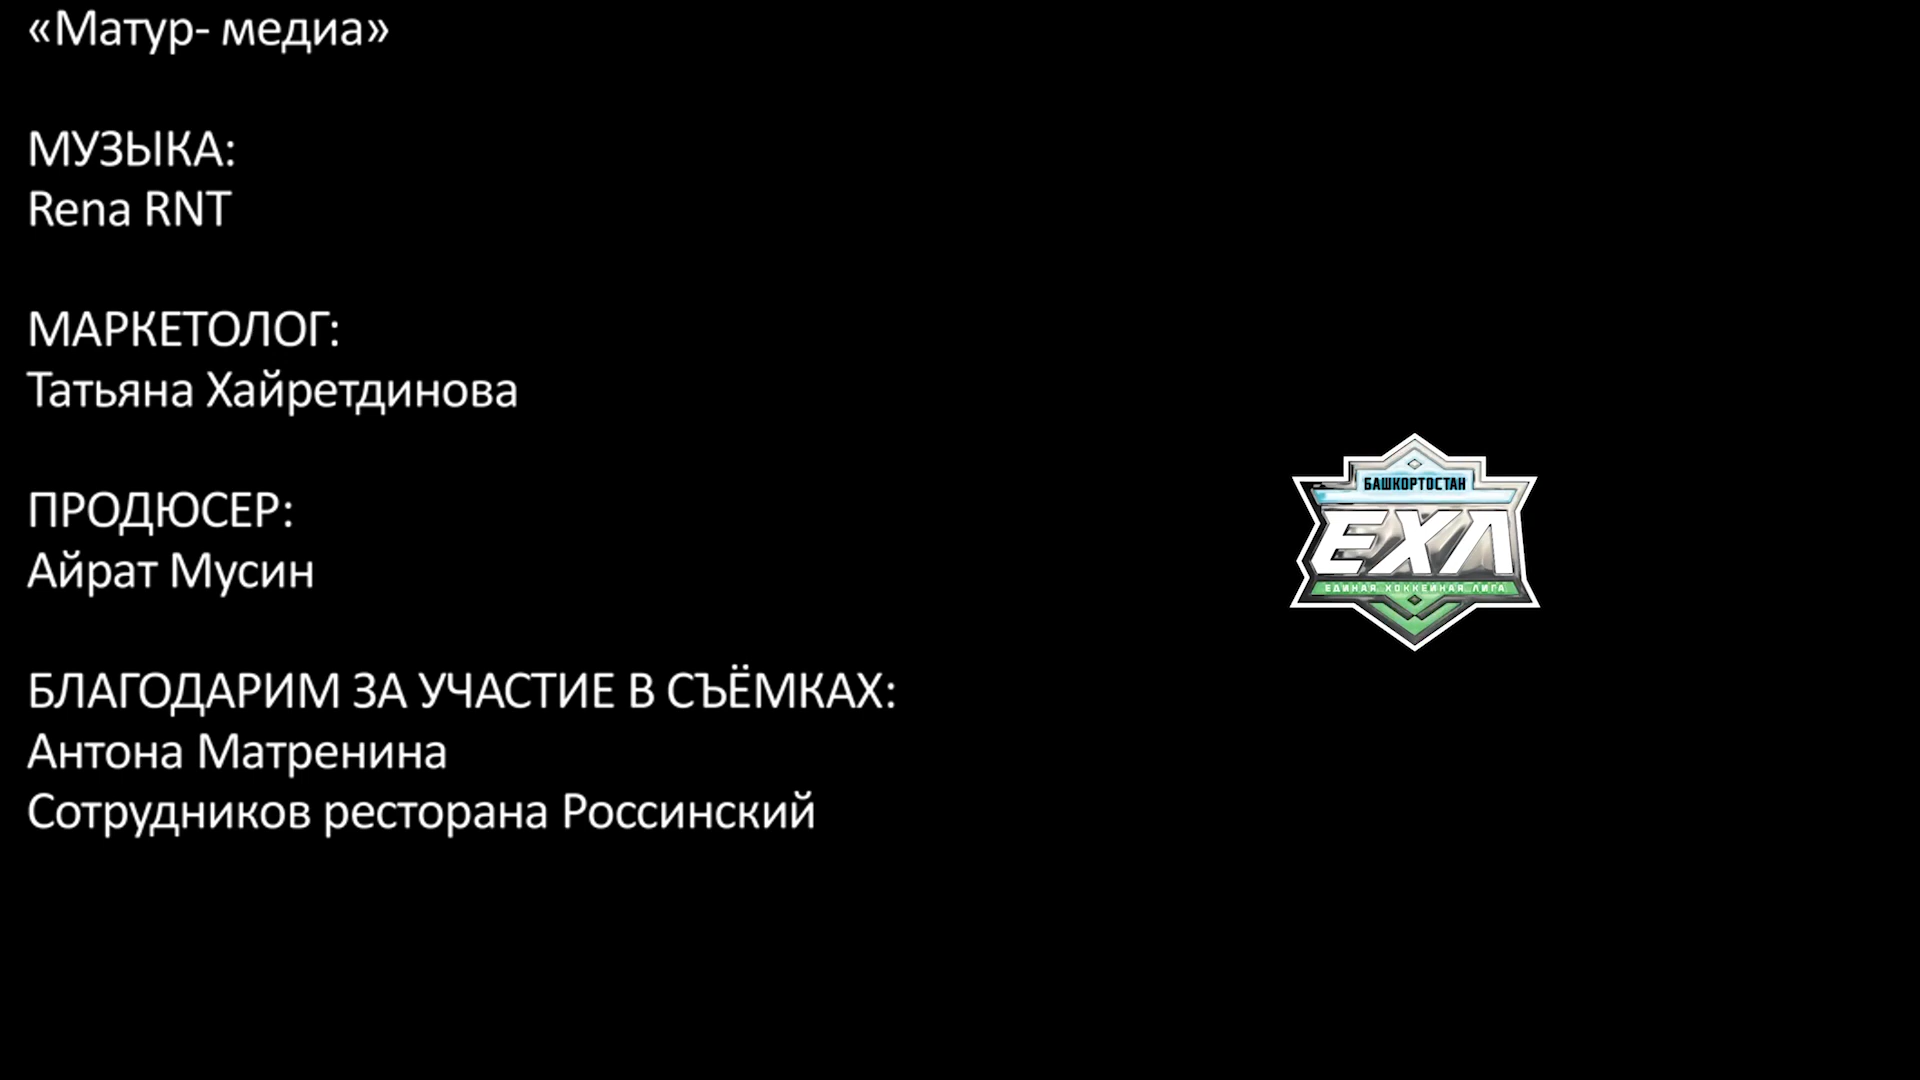 «Матур- медиа»
МУЗЫКА:
Rena RNT
МАРКЕТОЛОГ:
Татьяна Хайретдинова
ПРОДЮСЕР:
Айрат Мусин
БЛАГОДАРИМ ЗА УЧАСТИЕ В СЪЁМКАХ:
Антона Матренина
Сотрудников ресторана Россинский
БАШКОРТОСТАН
ЕХЛ
ЕДИНАЯ ХОККЕЙНАЯ ЛИГА